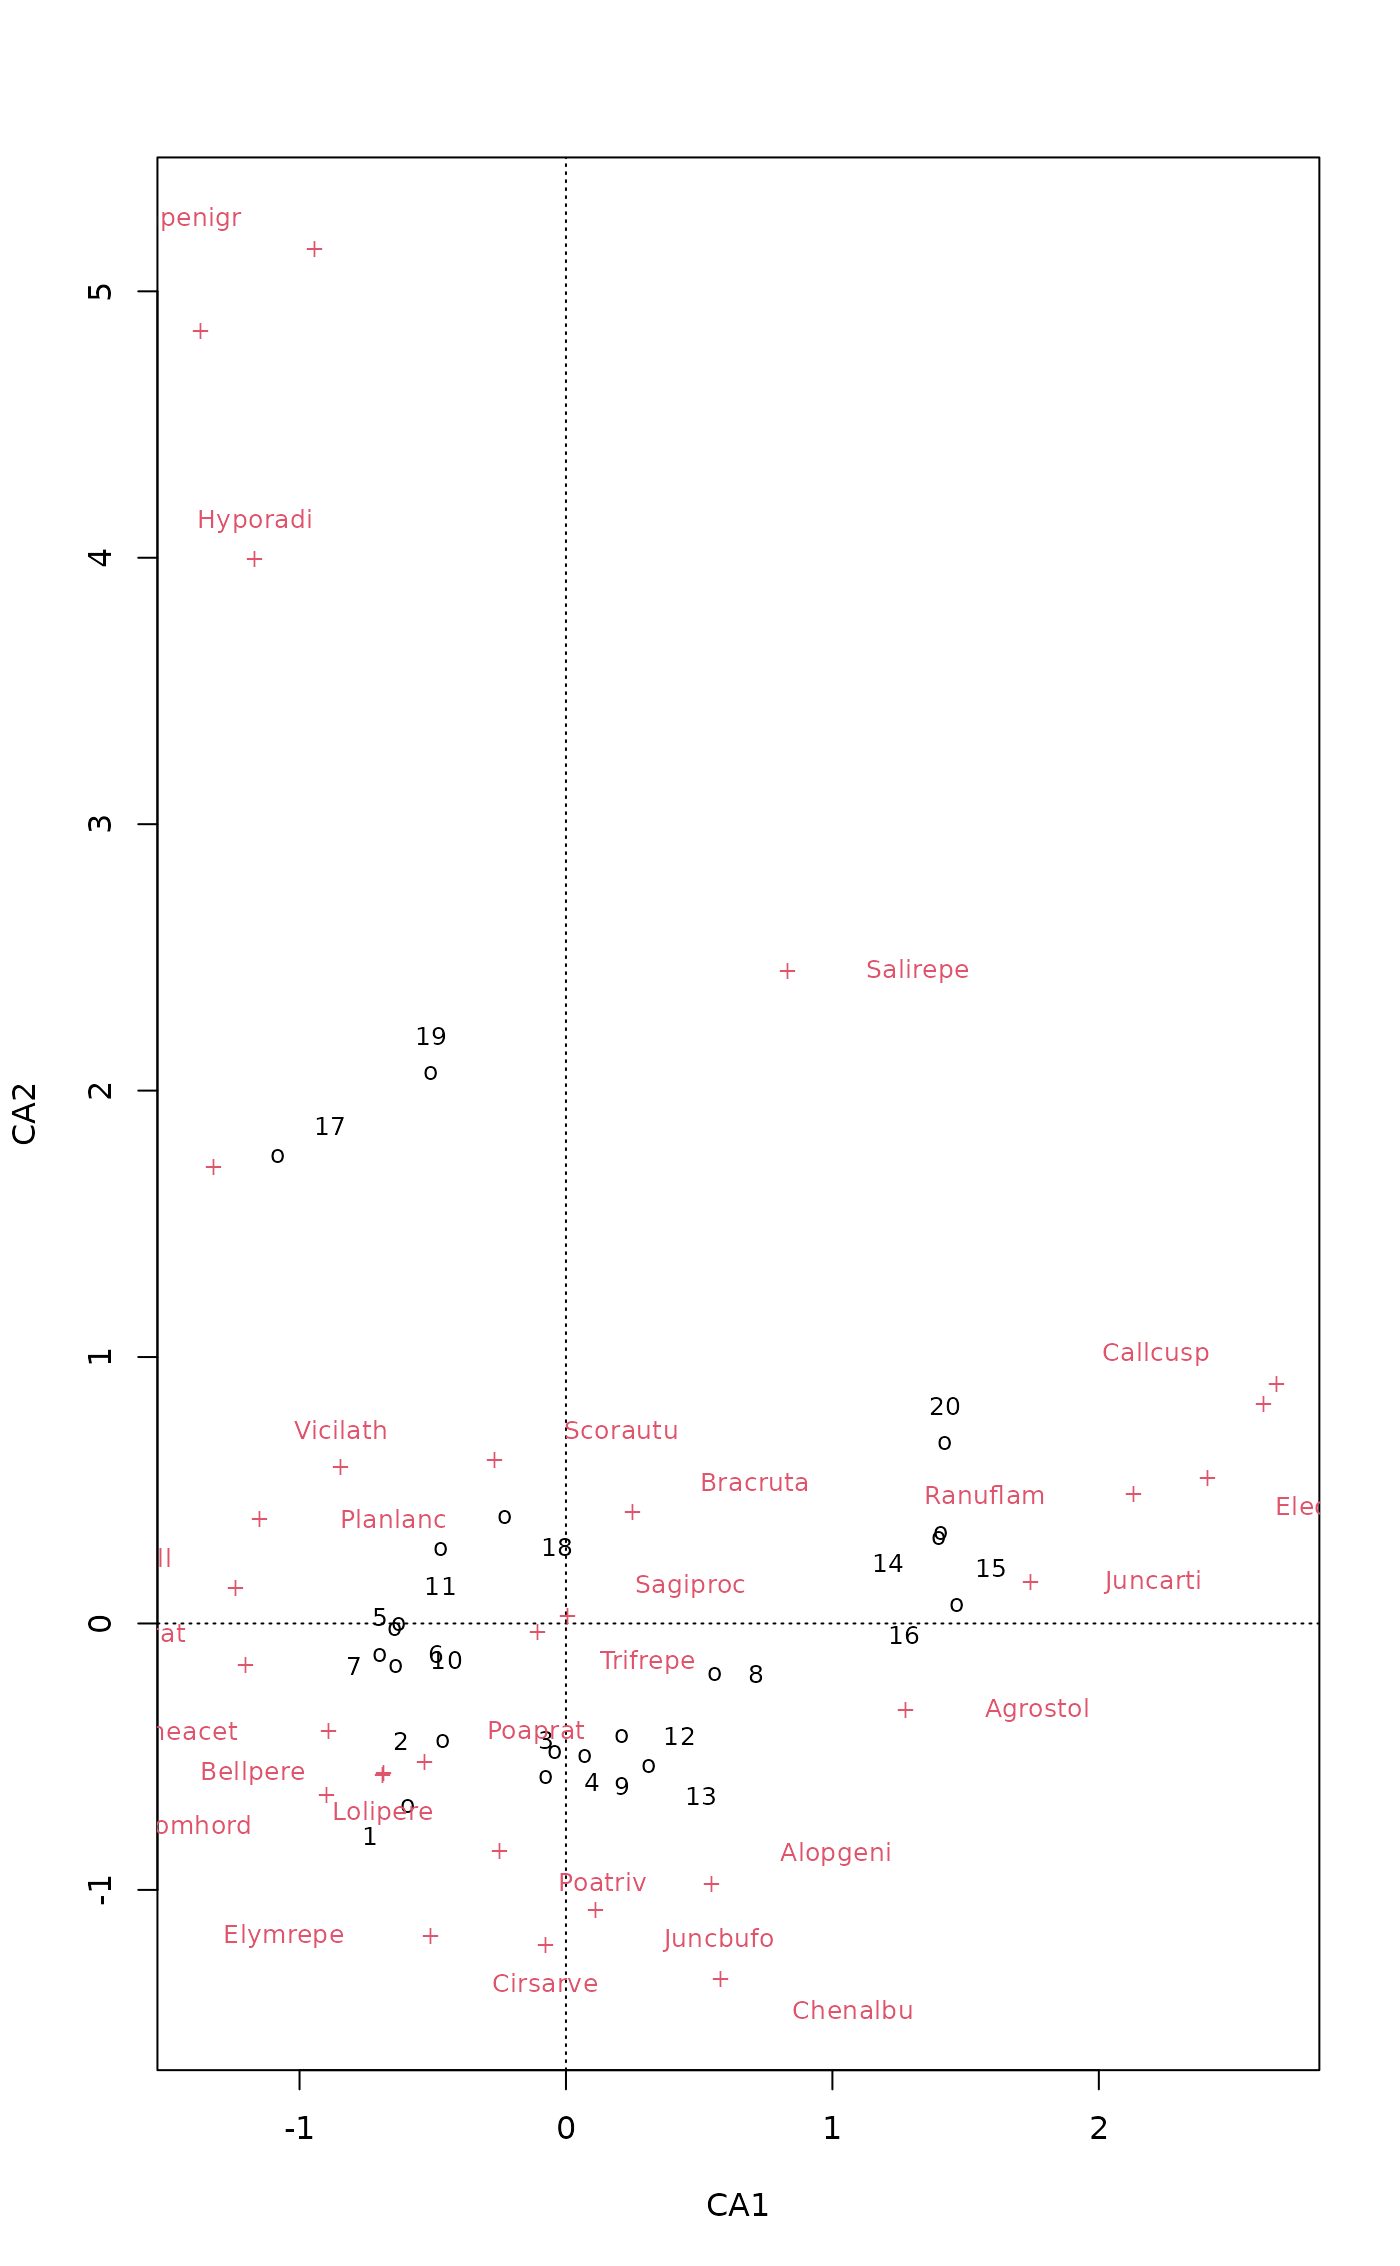 penigr
5
Hyporadi
4
3
Salirepe
19
2
17
CA2
Callcusp
1
20
Vicilath
Scorautu
Bracruta
Ranuflam
Elec
Planlanc
18
ll
14
15
11
Sagiproc
Juncarti
5
0
at
16
6
10
7
Trifrepe
8
Agrostol
neacet
2
Poaprat
3
12
Bellpere
4
9
13
Lolipere
omhord
1
Alopgeni
Poatriv
-1
Elymrepe
Juncbufo
Cirsarve
Chenalbu
-1 0 1 2
CA1